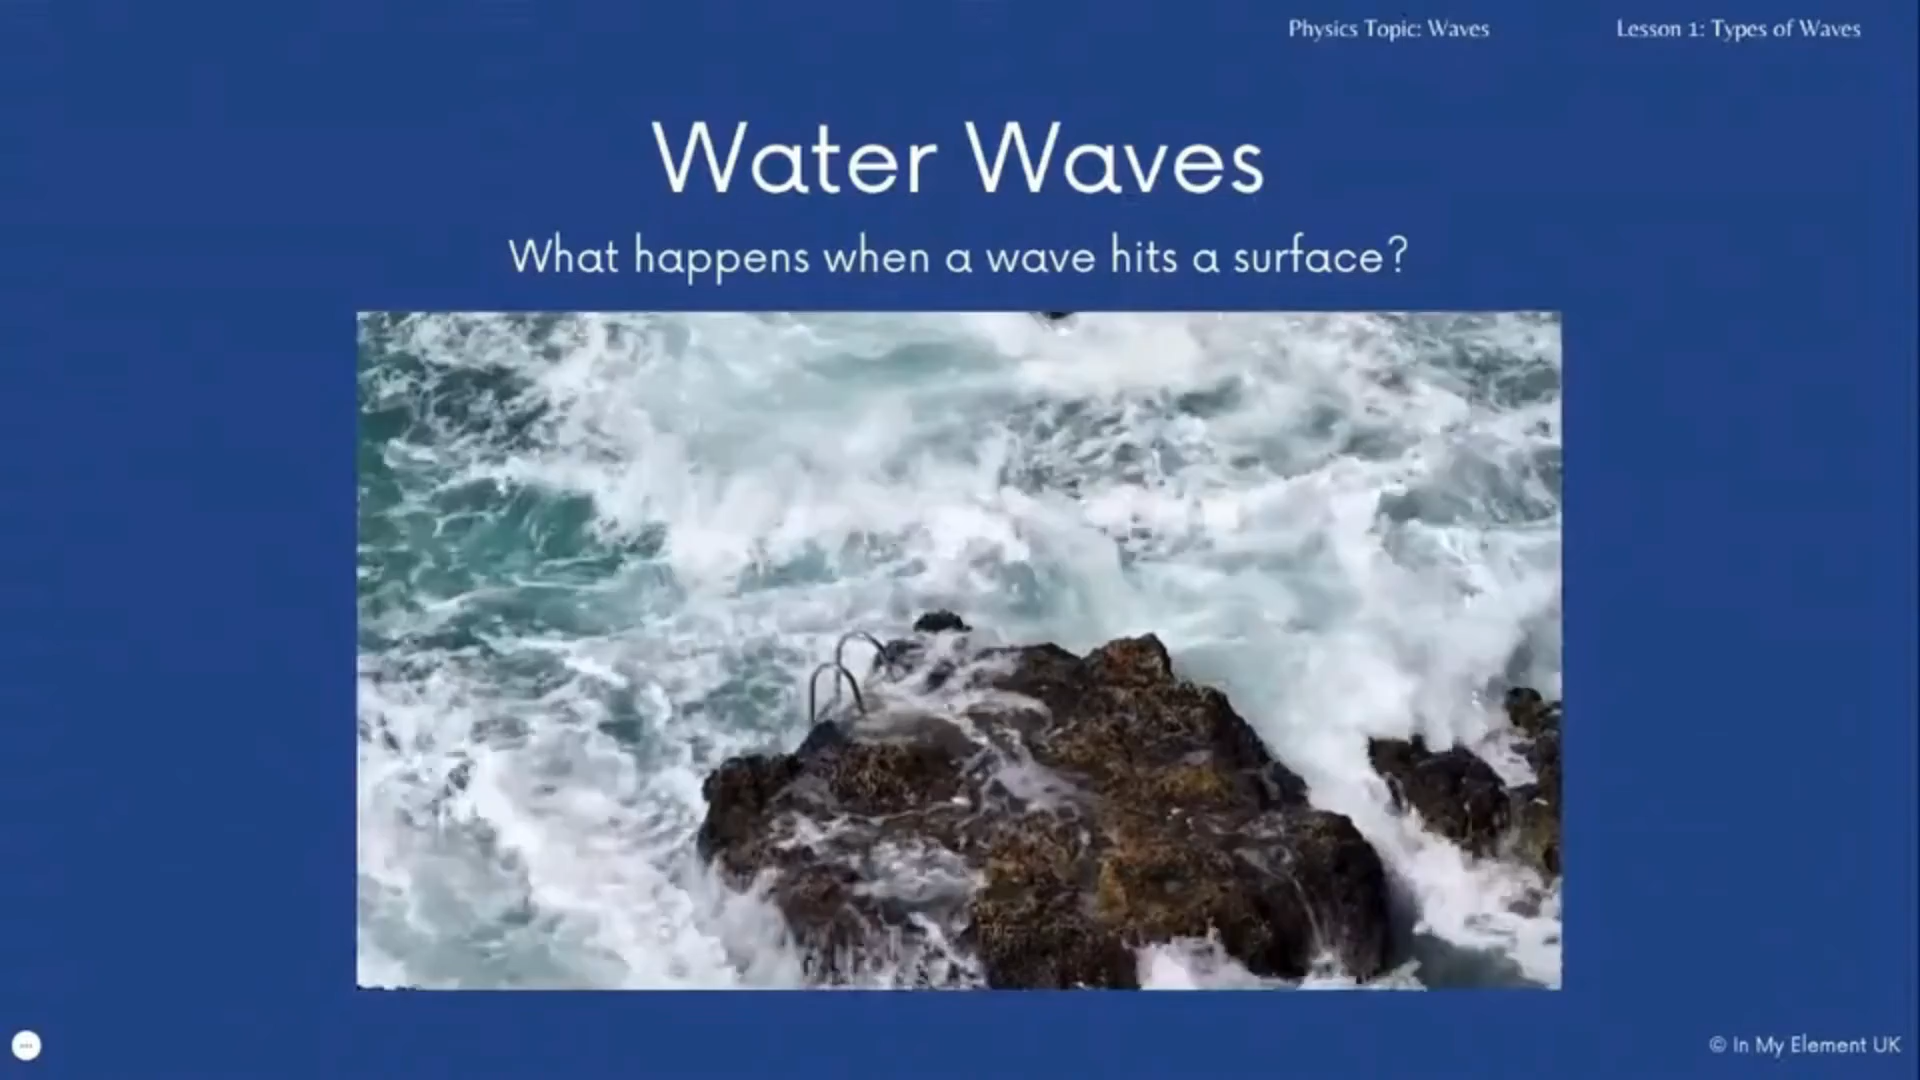 Physics Topic: Waves
Lesson 1: Types of Waves
Water Waves
What happens when a wave hits a surface?
© In My Element UK